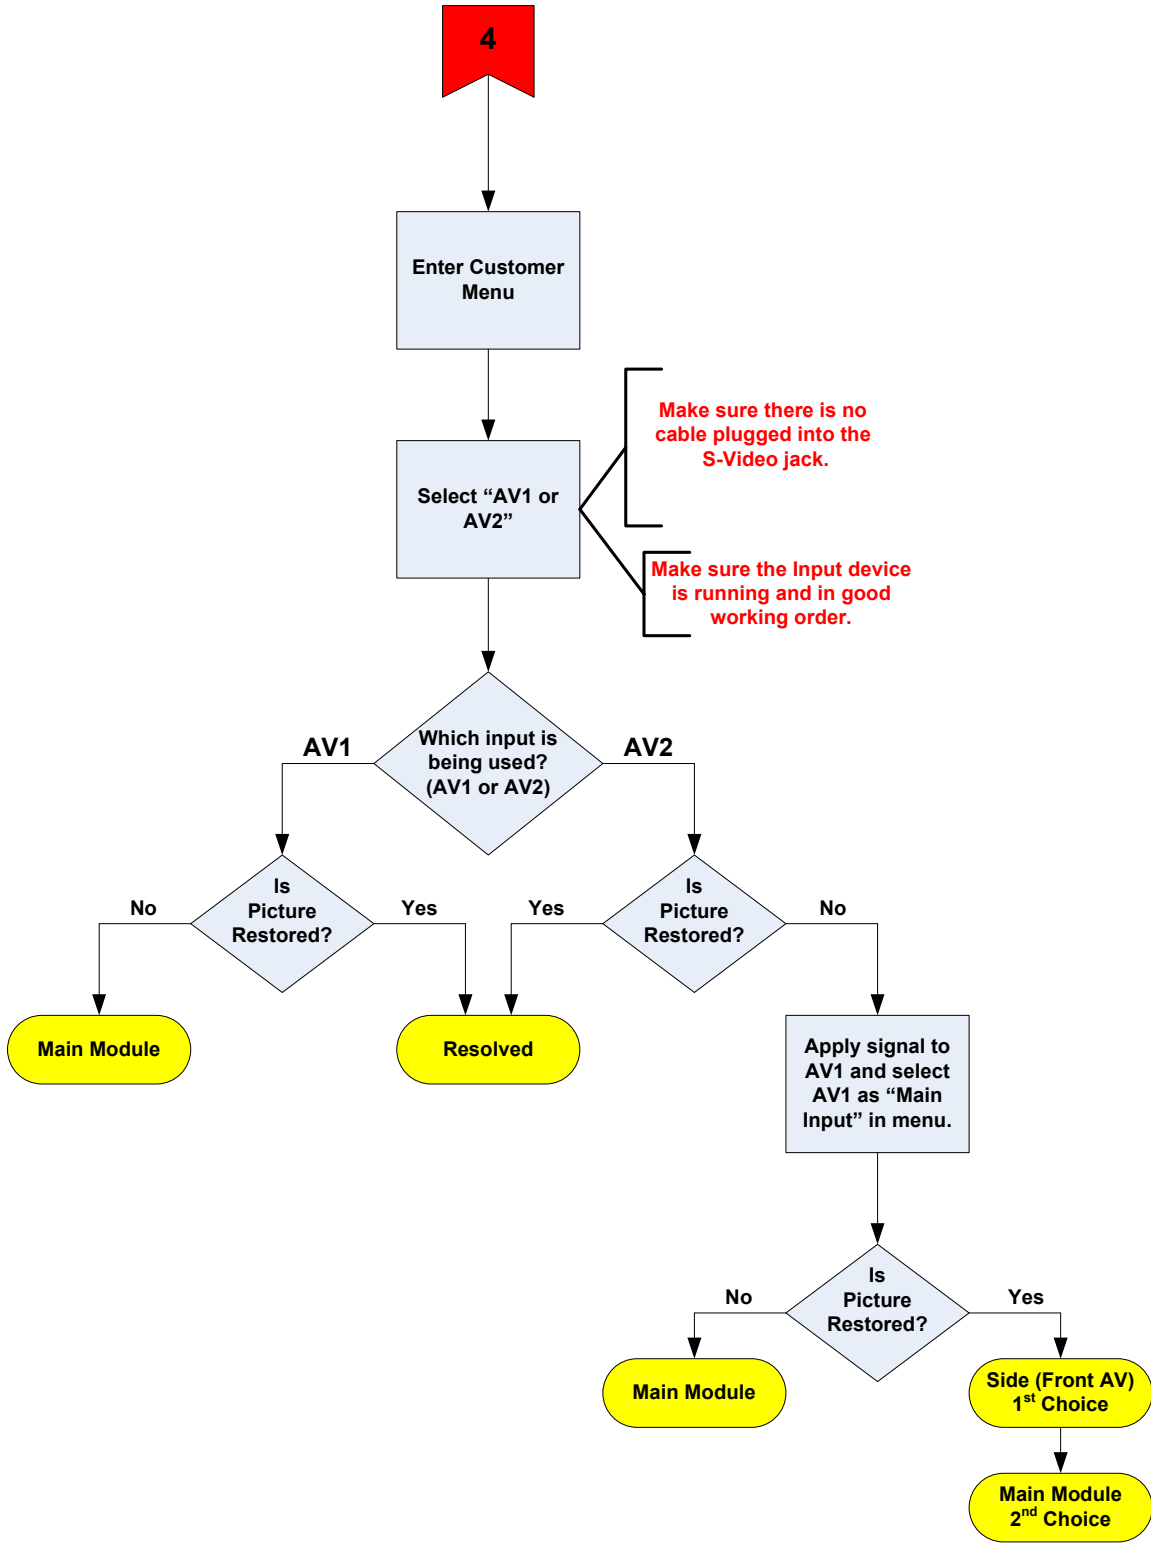 4
Enter Customer
Menu
Make sure there is no
cable plugged into the
S-Video jack.
Select “AV1 or
AV2”
Make sure the Input device
is running and in good
working order.
Which input is
being used?
(AV1 or AV2)
AV1
AV2
Is
Picture
Restored?
No
Yes
Is
Picture
Restored?
Yes
No
Main Module
Resolved
Apply signal to
AV1 and select
AV1 as “Main
Input” in menu.
Is
Picture
Restored?
No
Yes
Main Module
Side (Front AV)
1st Choice
Main Module
2nd Choice